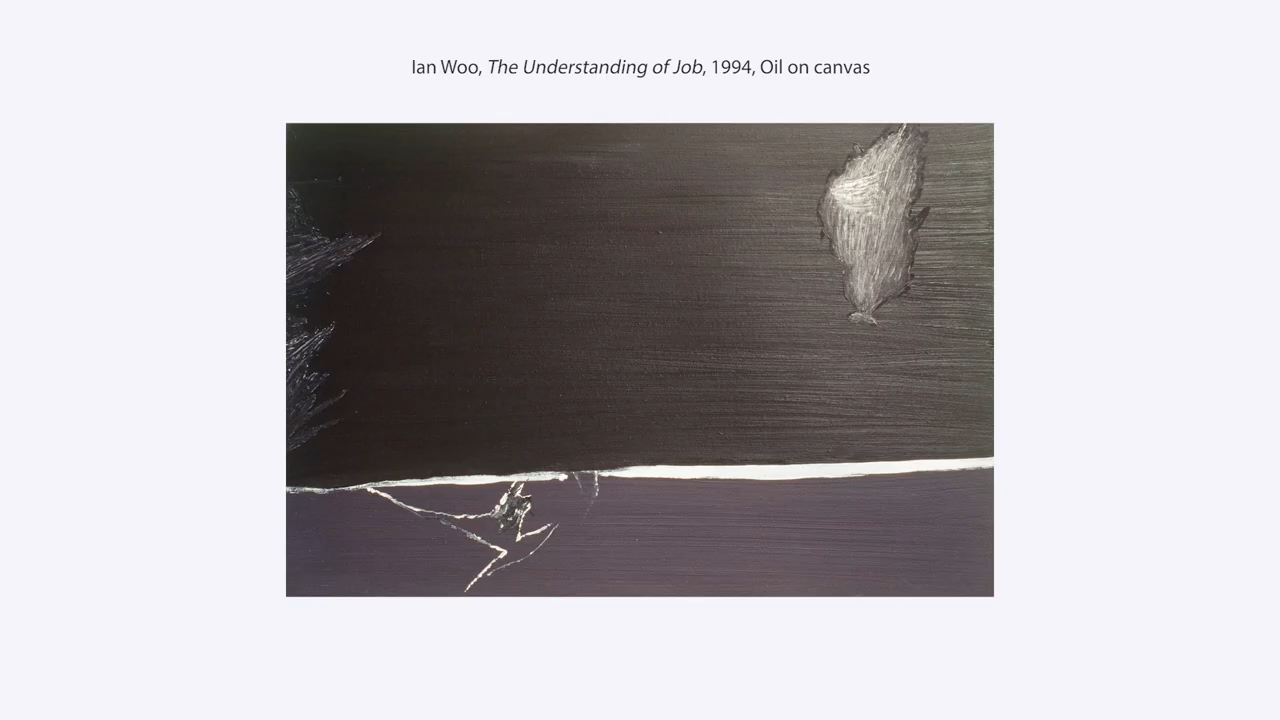 Ian Woo, The Understanding of Job, 1994, Oil on canvas